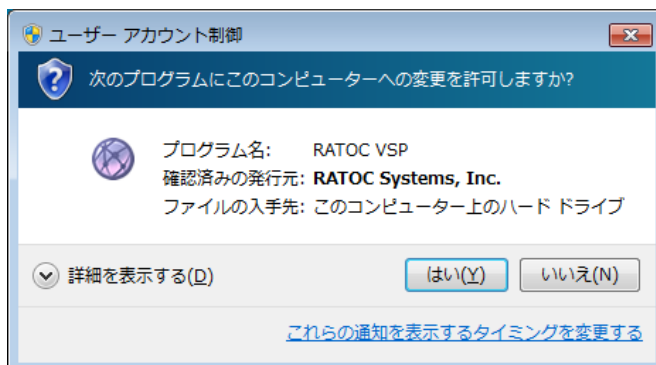 ユーザー アカウント制御
次のプログラムにこのコンピューターへの変更を許可しますか?
プログラム名: RATOC VSP
確認済みの発行元: RATOC Systems, Inc.
ファイルの入手先: このコンピューター上のハード ドライブ
詳細を表示する(D) はい(Y) いいえ(N)
これらの通知を表示するタイミングを変更する